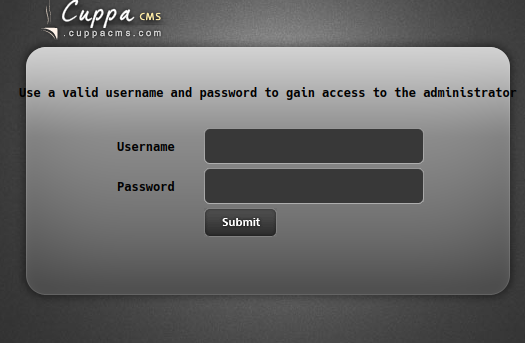 Cuppa CMS
.cuppacms.com
Use a valid username and password to gain access to the administrator
Username
Password
Submit